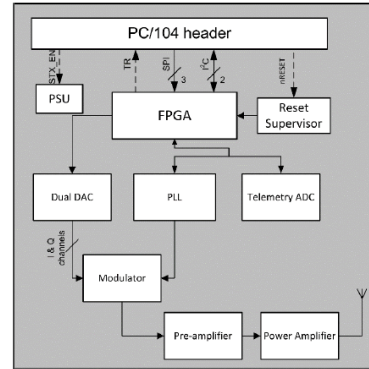 PC/104 header
STX_EN
TR
SPI
3
I²C
2
nRESET
PSU
FPGA
Reset
Supervisor
Dual DAC
PLL
Telemetry ADC
I & Q
channels
Modulator
Pre-amplifier
Power Amplifier